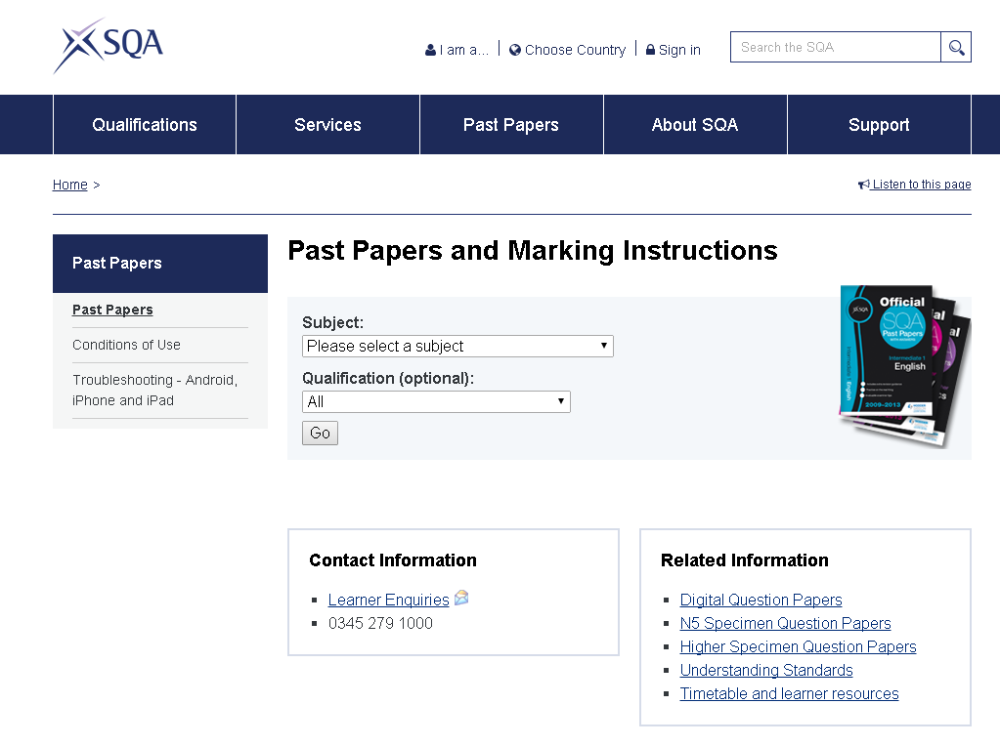 SQA
I am a...
Choose Country
Sign in
Search the SQA
Qualifications
Services
Past Papers
About SQA
Support
Home >
Listen to this page
Past Papers
Past Papers
Conditions of Use
Troubleshooting - Android,
iPhone and iPad
Past Papers and Marking Instructions
Subject:
Please select a subject
Qualification (optional):
All
Go
Official
SQA
Past Papers
WITH ANSWERS
Intermediate 1
English
2009-2013
Contact Information
Learner Enquiries
0345 279 1000
Related Information
Digital Question Papers
N5 Specimen Question Papers
Higher Specimen Question Papers
Understanding Standards
Timetable and learner resources